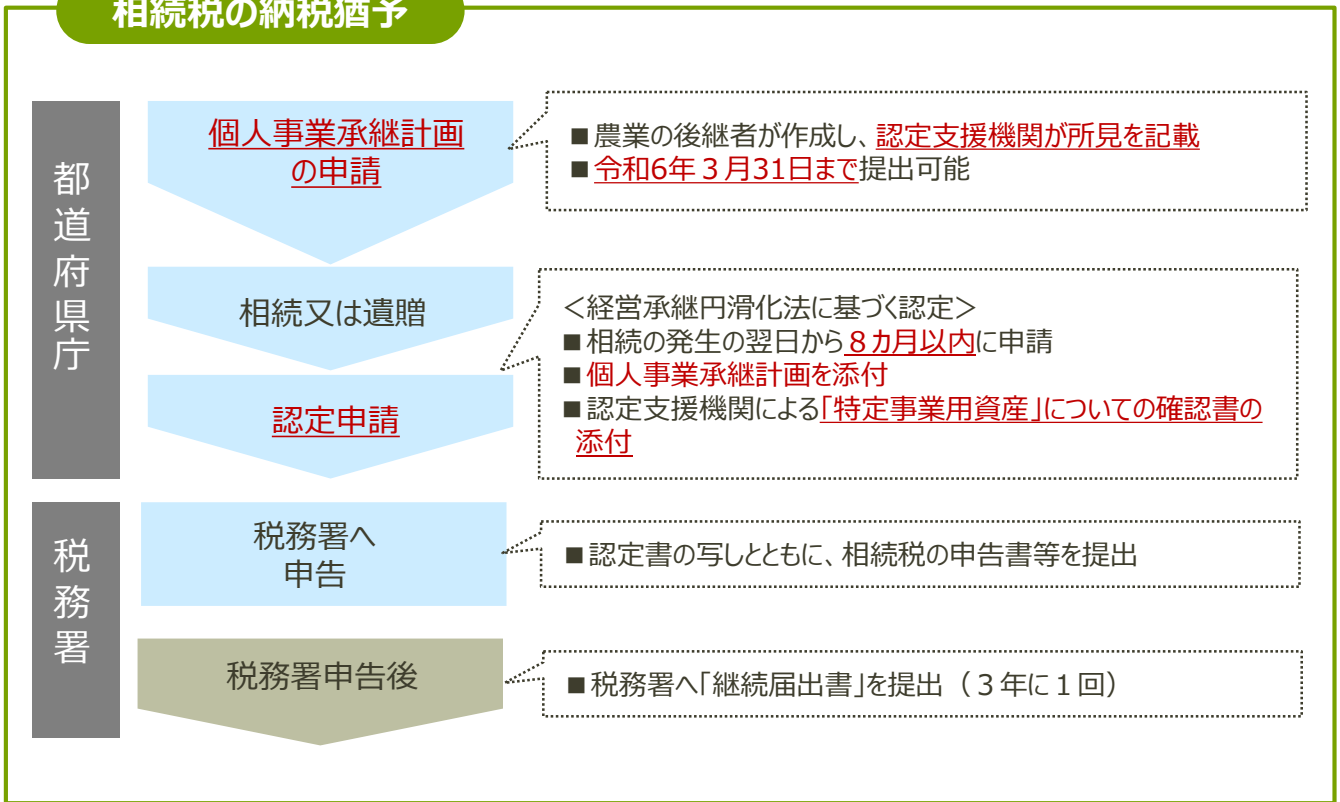 相続税の納税猶予
都道府県庁
個人事業承継計画
の申請
■農業の後継者が作成し、認定支援機関が所見を記載
■令和6年３月31日まで提出可能
相続又は遺贈
認定申請
＜経営承継円滑化法に基づく認定＞
■相続の発生の翌日から８ヵ月以内に申請
■個人事業承継計画を添付
■認定支援機関による「特定事業用資産」についての確認書の
添付
税務署
税務署へ
申告
■認定書の写しとともに、相続税の申告書等を提出
税務署申告後
■税務署へ「継続届出書」を提出（３年に１回）